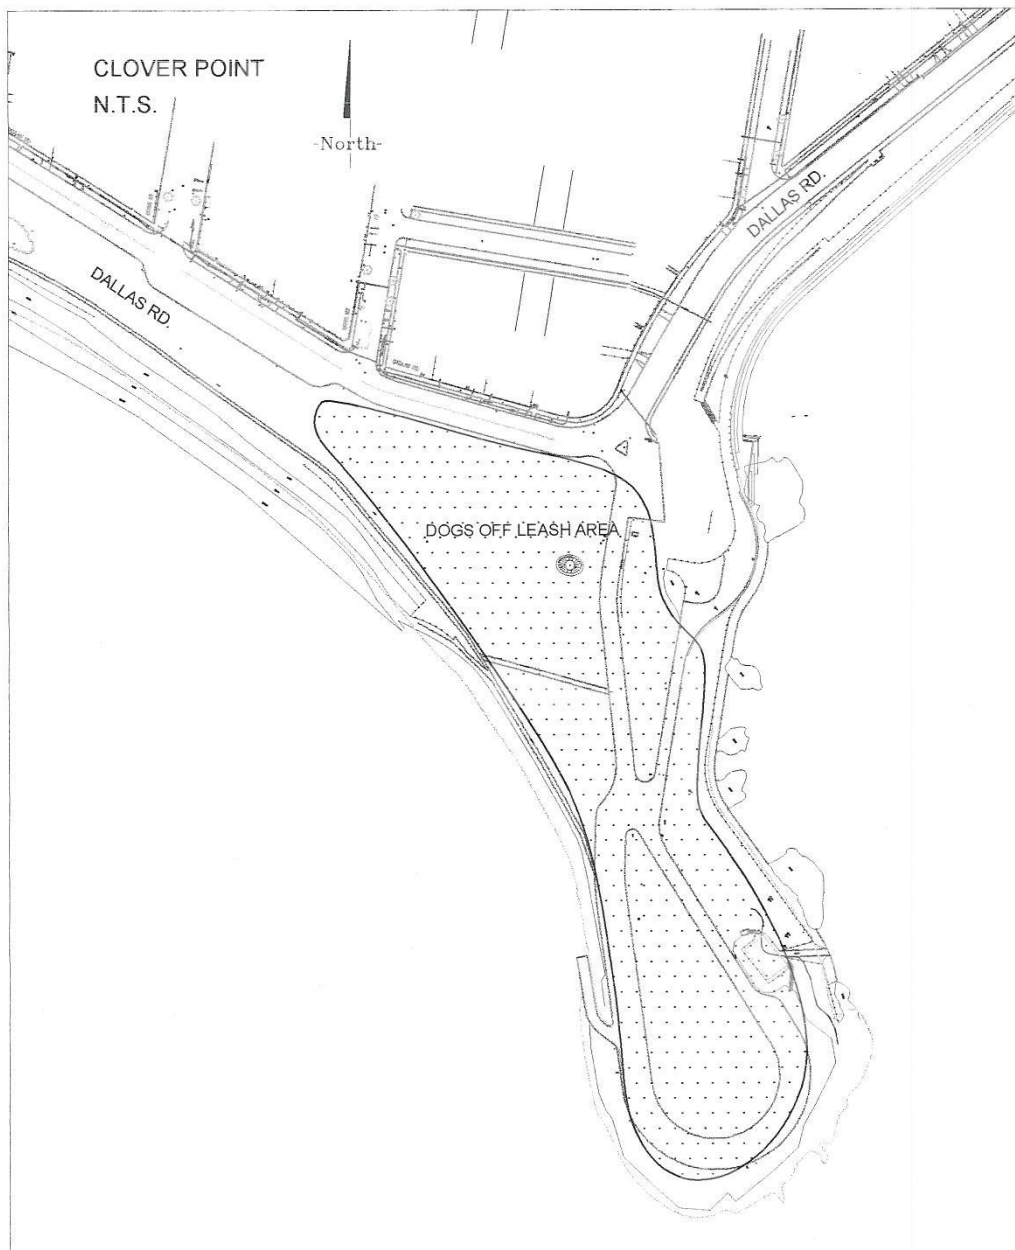 CLOVER POINT
N.T.S.
-North-
DALLAS RD.
DALLAS RD.
DOGS OFF LEASH AREA